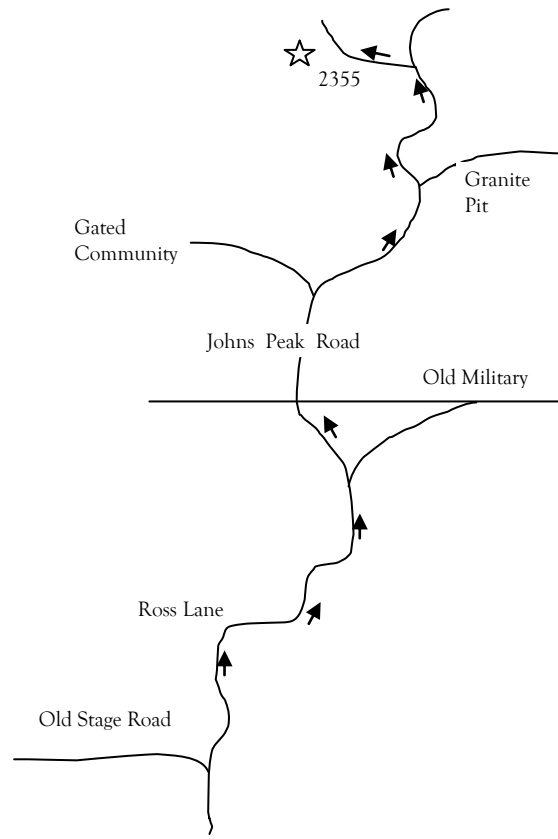 2355
Granite
Pit
Gated
Community
Johns Peak Road
Old Military
Ross Lane
Old Stage Road